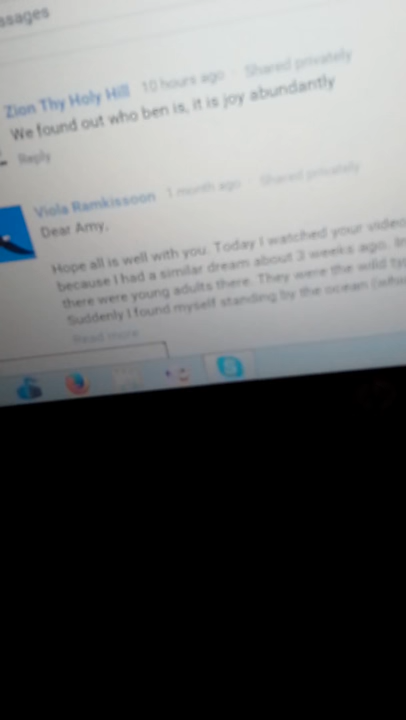 ssages
Zion Thy Holy Hill 10 hours ago Shared privately
We found out who ben is, it is joy abundantly
Reply
Viola Ramkissoon 1 month ago Shared privately
Dear Amy,
Hope all is well with you. Today I watched your video
because I had a similar dream about 3 weeks ago. In
there were young adults there. They were the wild
Suddenly I found myself standing by the ocean
Read more